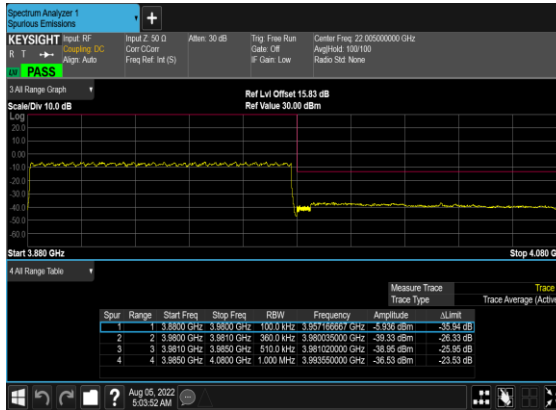 Spectrum Analyzer 1
Spurious Emissions
+
KEYSIGHT Input: RF Input Z: 50 Ω Atten: 30 dB Trig: Free Run Center Freq: 22.005000000 GHz
R T Coupling: DC Corr CCorr Gate: Off Avg|Hold: 100/100
Align: Auto Freq Ref: Int (S) IF Gain: Low Radio Std: None
PASS
3 All Range Graph
Ref Lvl Offset 15.83 dB
Scale/Div 10.0 dB Ref Value 30.00 dBm
Log
20.0
10.0
0.00
-10.0
-20.0
-30.0
-40.0
-50.0
-60.0
Start 3.880 GHz Stop 4.080 G
4 All Range Table
Measure Trace Trace
Trace Type Trace Average (Active
Spur Range Start Freq Stop Freq RBW Frequency Amplitude ΔLimit
1 1 3.8800 GHz 3.9800 GHz 100.0 kHz 3.957166667 GHz -5.936 dBm -35.94 dB
2 2 3.9800 GHz 3.9810 GHz 360.0 kHz 3.980035000 GHz -39.33 dBm -26.33 dB
3 3 3.9810 GHz 3.9850 GHz 510.0 kHz 3.981020000 GHz -38.95 dBm -25.95 dB
4 4 3.9850 GHz 4.0800 GHz 1.000 MHz 3.993550000 GHz -36.53 dBm -23.53 dB
? Aug 05, 2022
5:03:52 AM